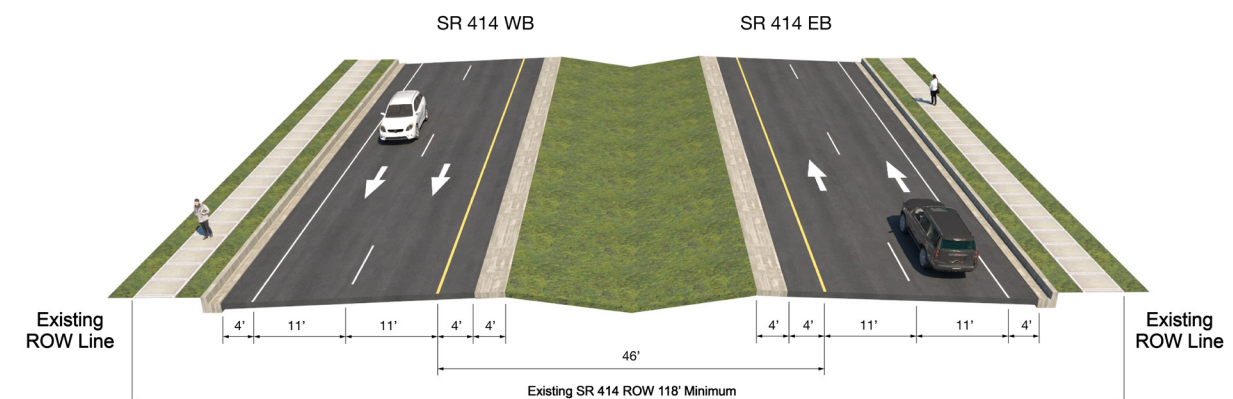 SR 414 WB
SR 414 EB
Existing
ROW Line
4’ 11’ 11’ 4’ 4’
4’ 4’ 11’ 11’ 4’
Existing
ROW Line
46’
Existing SR 414 ROW 118’ Minimum